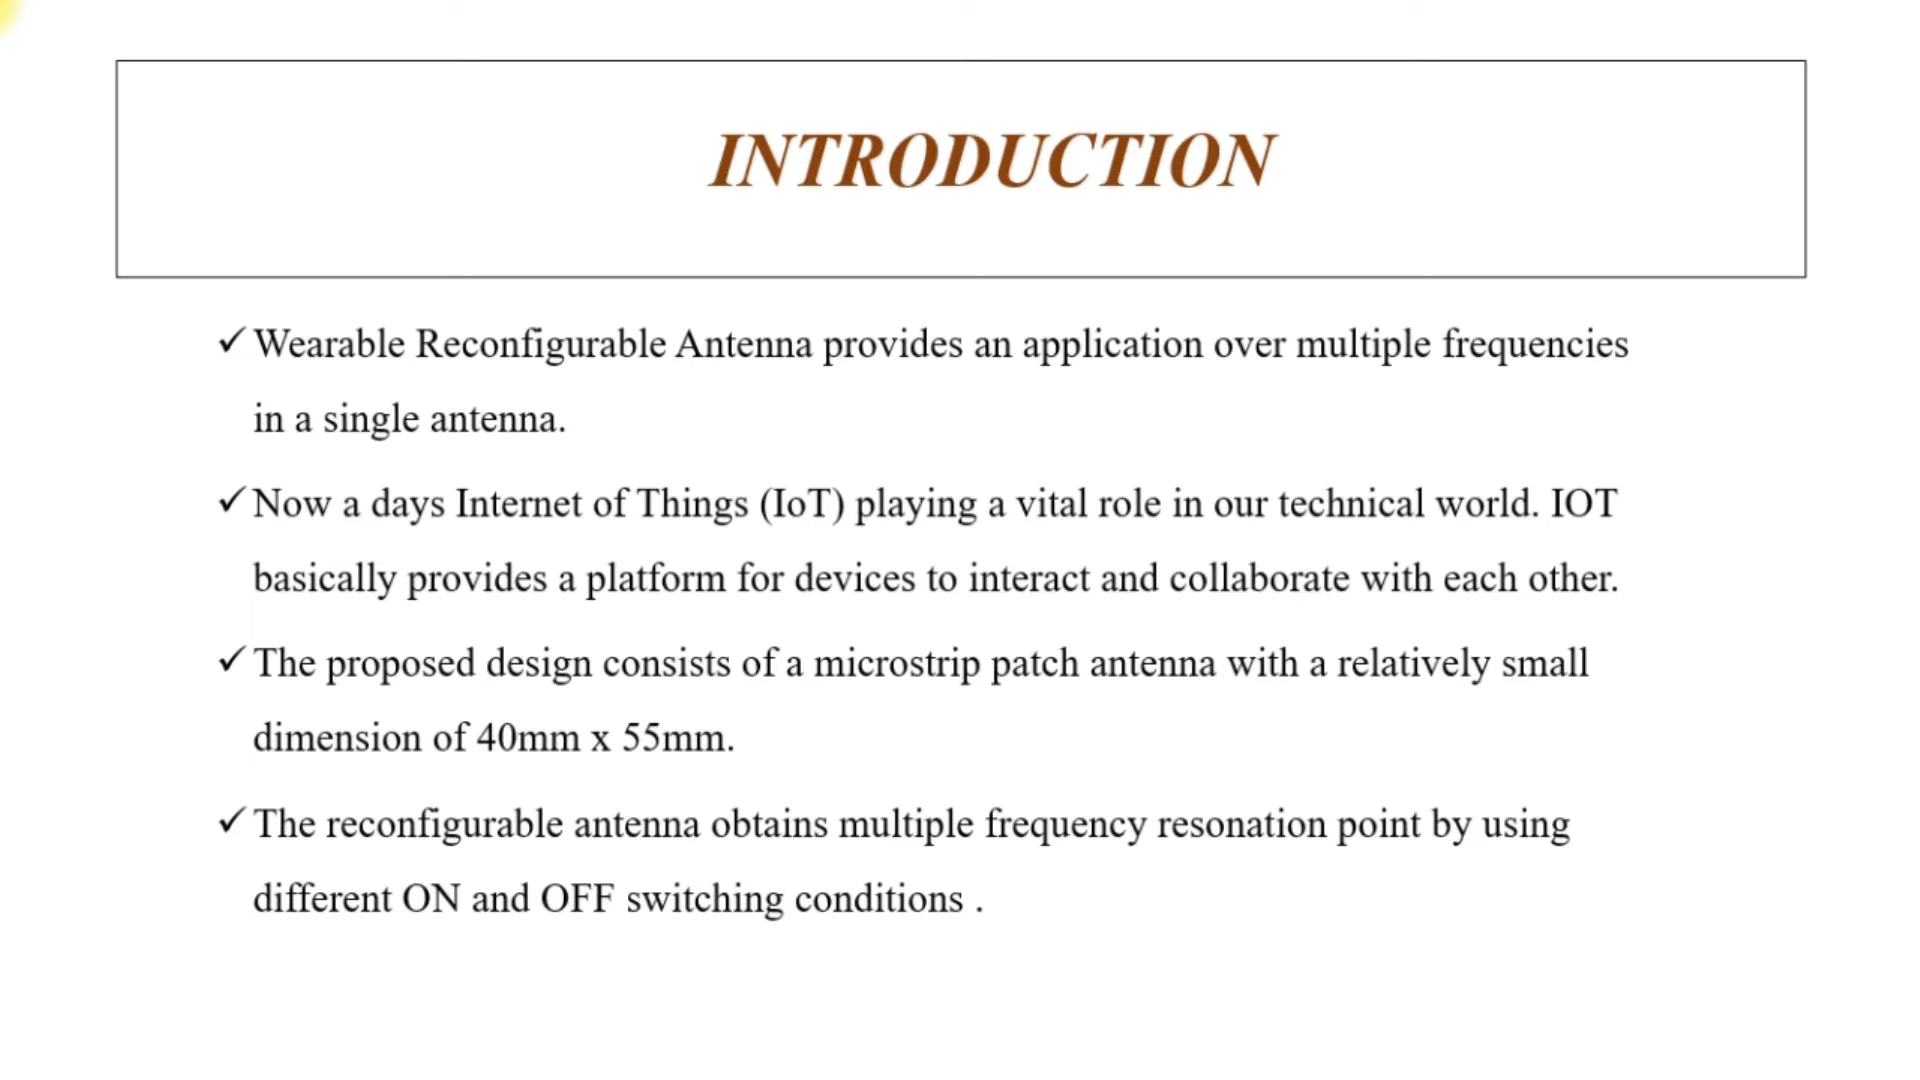 INTRODUCTION
✓ Wearable Reconfigurable Antenna provides an application over multiple frequencies
in a single antenna.
✓ Now a days Internet of Things (IoT) playing a vital role in our technical world. IOT
basically provides a platform for devices to interact and collaborate with each other.
✓ The proposed design consists of a microstrip patch antenna with a relatively small
dimension of 40mm x 55mm.
✓ The reconfigurable antenna obtains multiple frequency resonation point by using
different ON and OFF switching conditions .